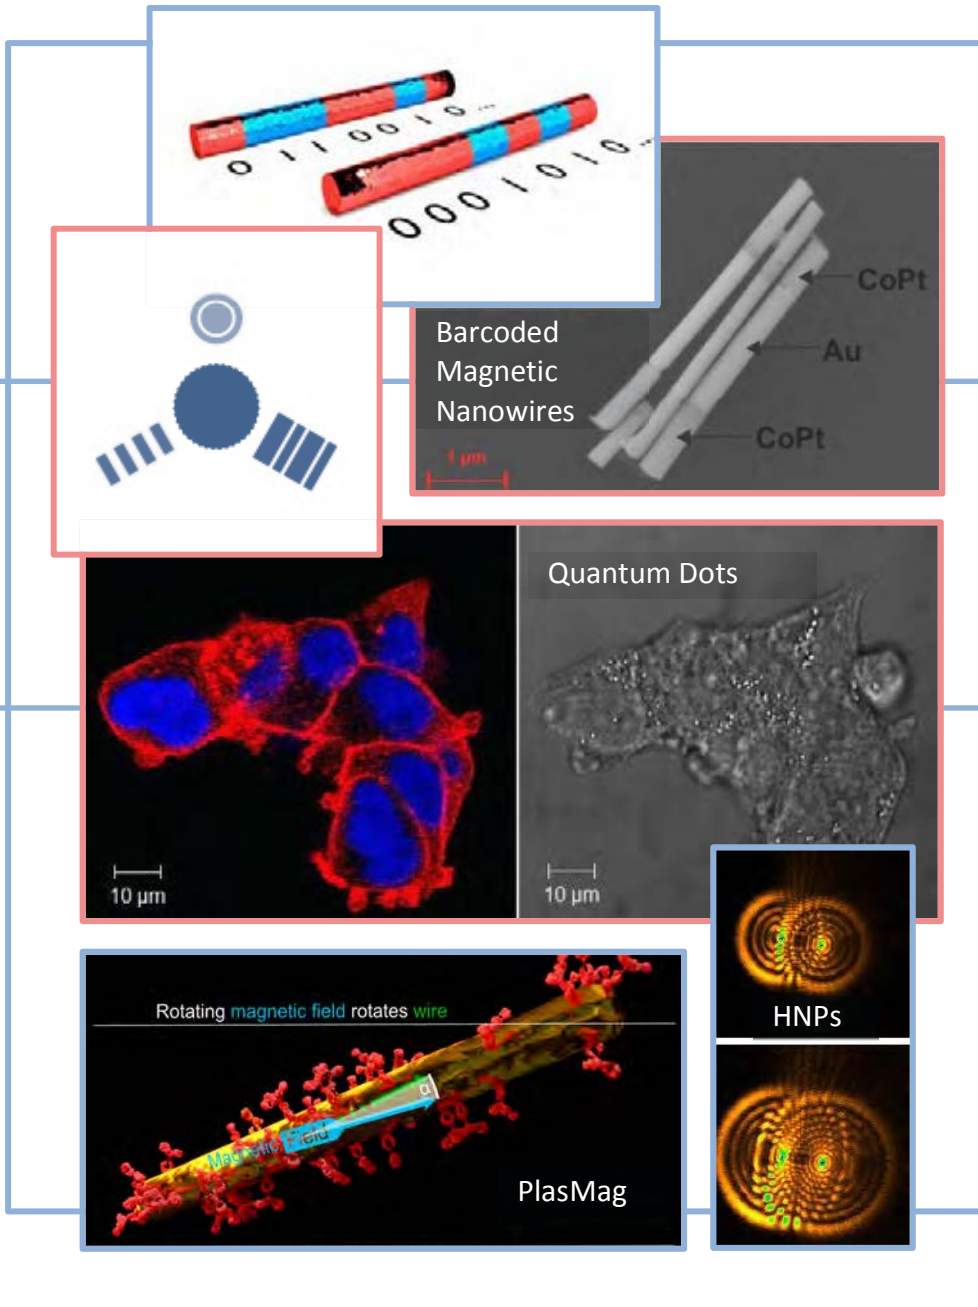 0 1 1 0 0 1 0 ...
0 0 0 1 0 1 0 ...
Barcoded
Magnetic
Nanowires
CoPt
Au
CoPt
1 µm
Quantum Dots
10 µm
10 µm
HNPs
Rotating magnetic field rotates wire
α
Magnetic Field
PlasMag